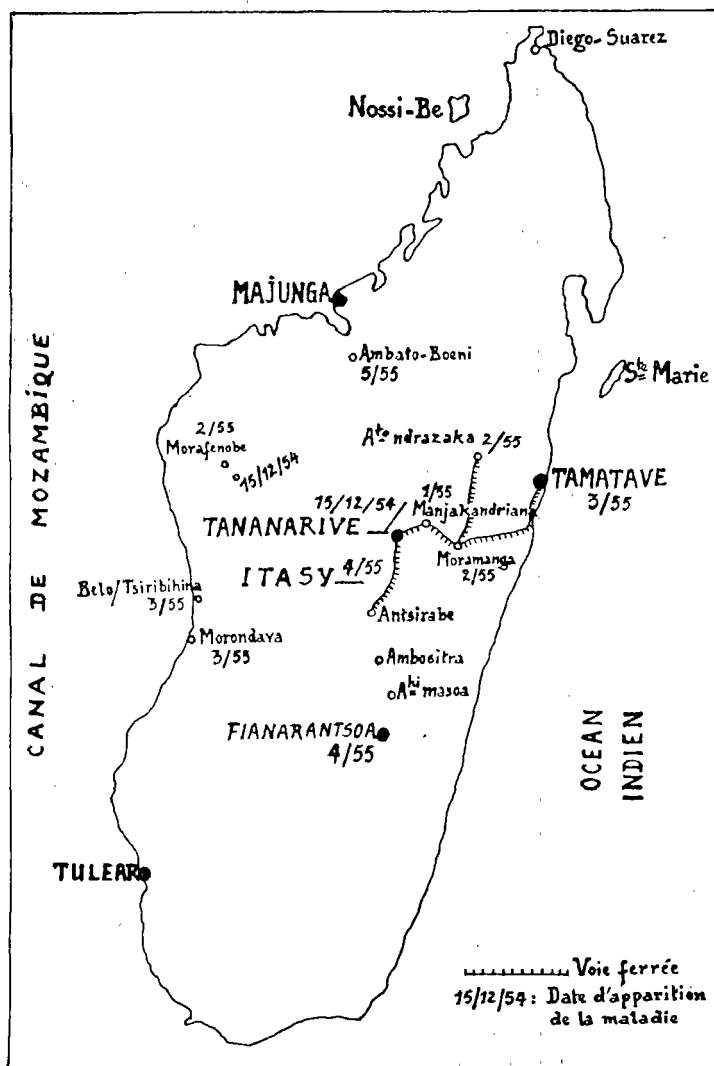 Diego-Suarez
Nossi-Be
MAJUNGA
Ambato-Boeni
5/55
Ste Marie
CANAL DE MOZAMBÍQUE
2/55
Morafenobe
15/12/54
Ato ndrazaka 2/55
TAMATAVE
3/55
15/12/54
1/55
Manjakandriana
TANANARIVE
Moramanga
2/55
ITASY 4/55
Belo/Tsiribihina
3/55
Antsirabe
Morondava
3/55
Ambositra
Ahi masoa
FIANARANTSOA
4/55
OCEAN
INDIEN
TULEAR
Voie ferrée
15/12/54 : Date d'apparition
de la maladie